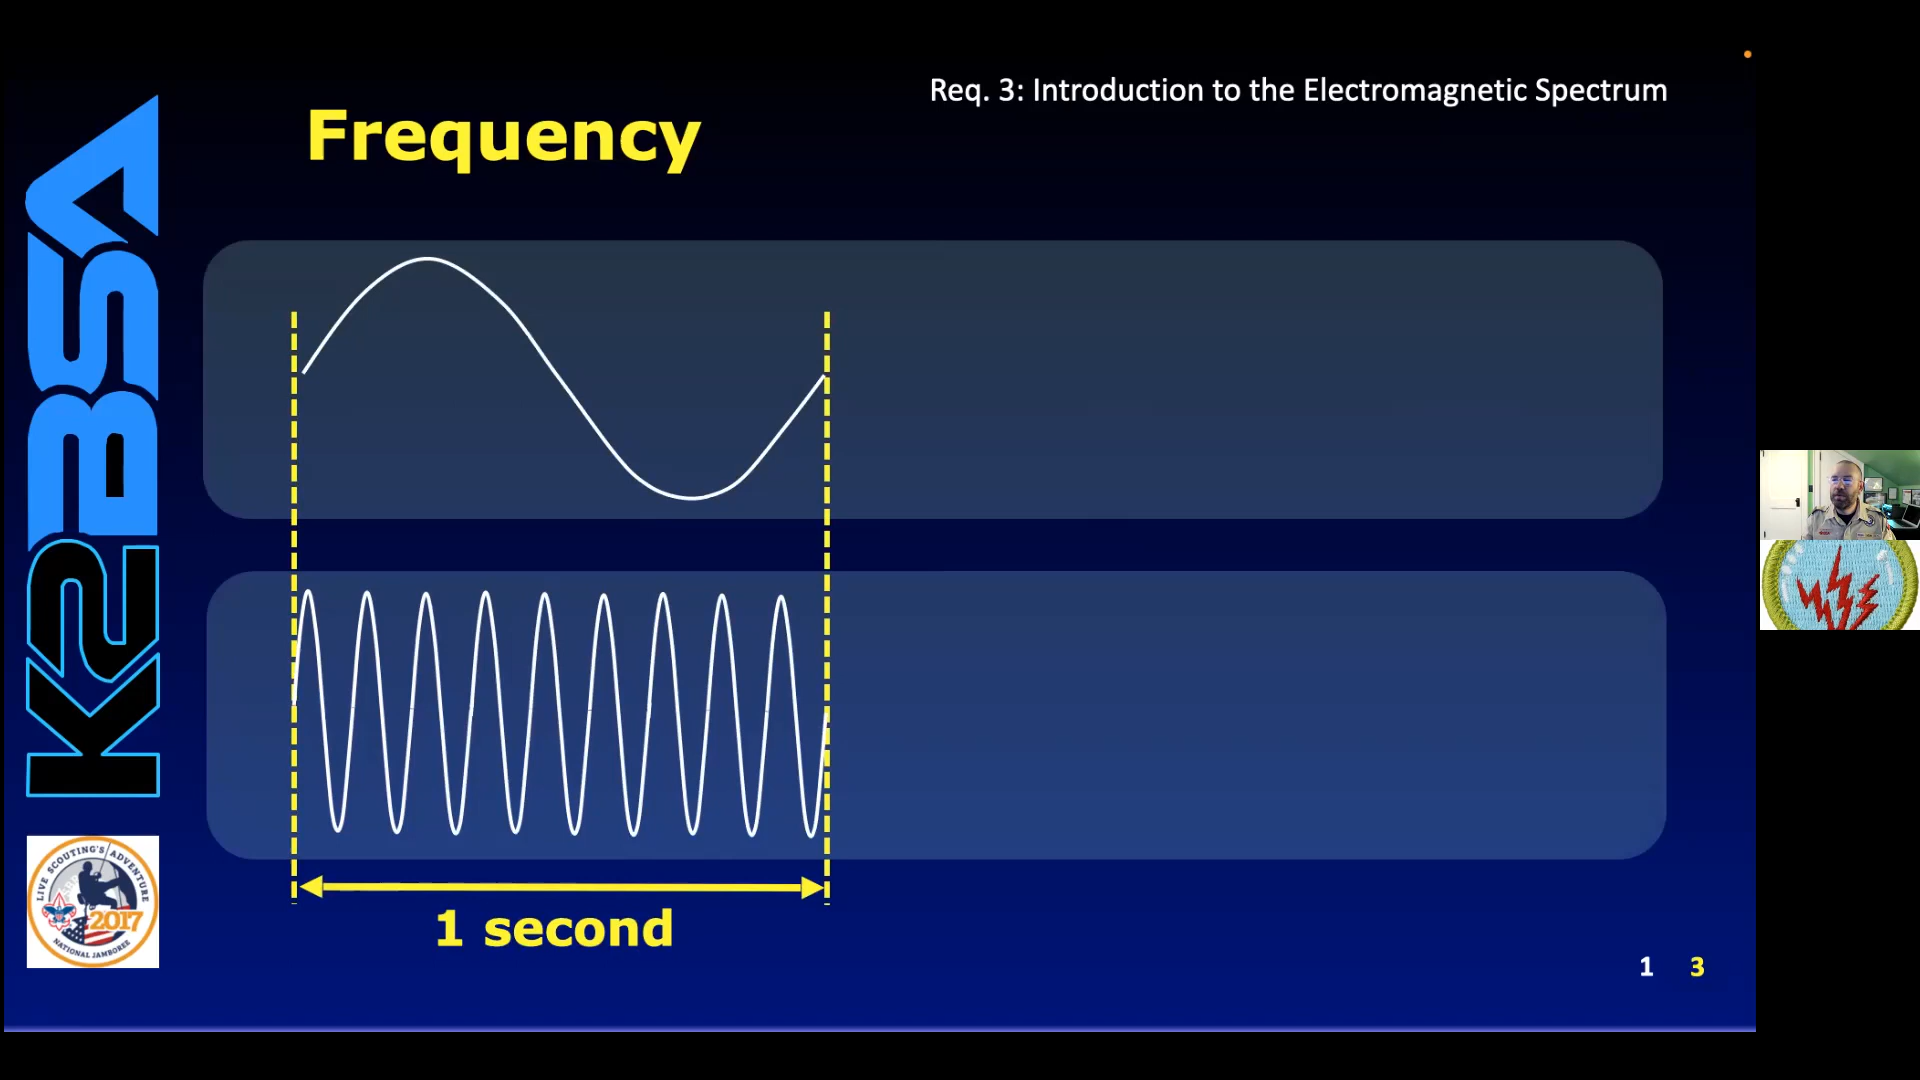 Req. 3: Introduction to the Electromagnetic Spectrum
Frequency
K2BSA
LIVE SCOUTING'S ADVENTURE
2017
NATIONAL JAMBOREE
1 second
1 3